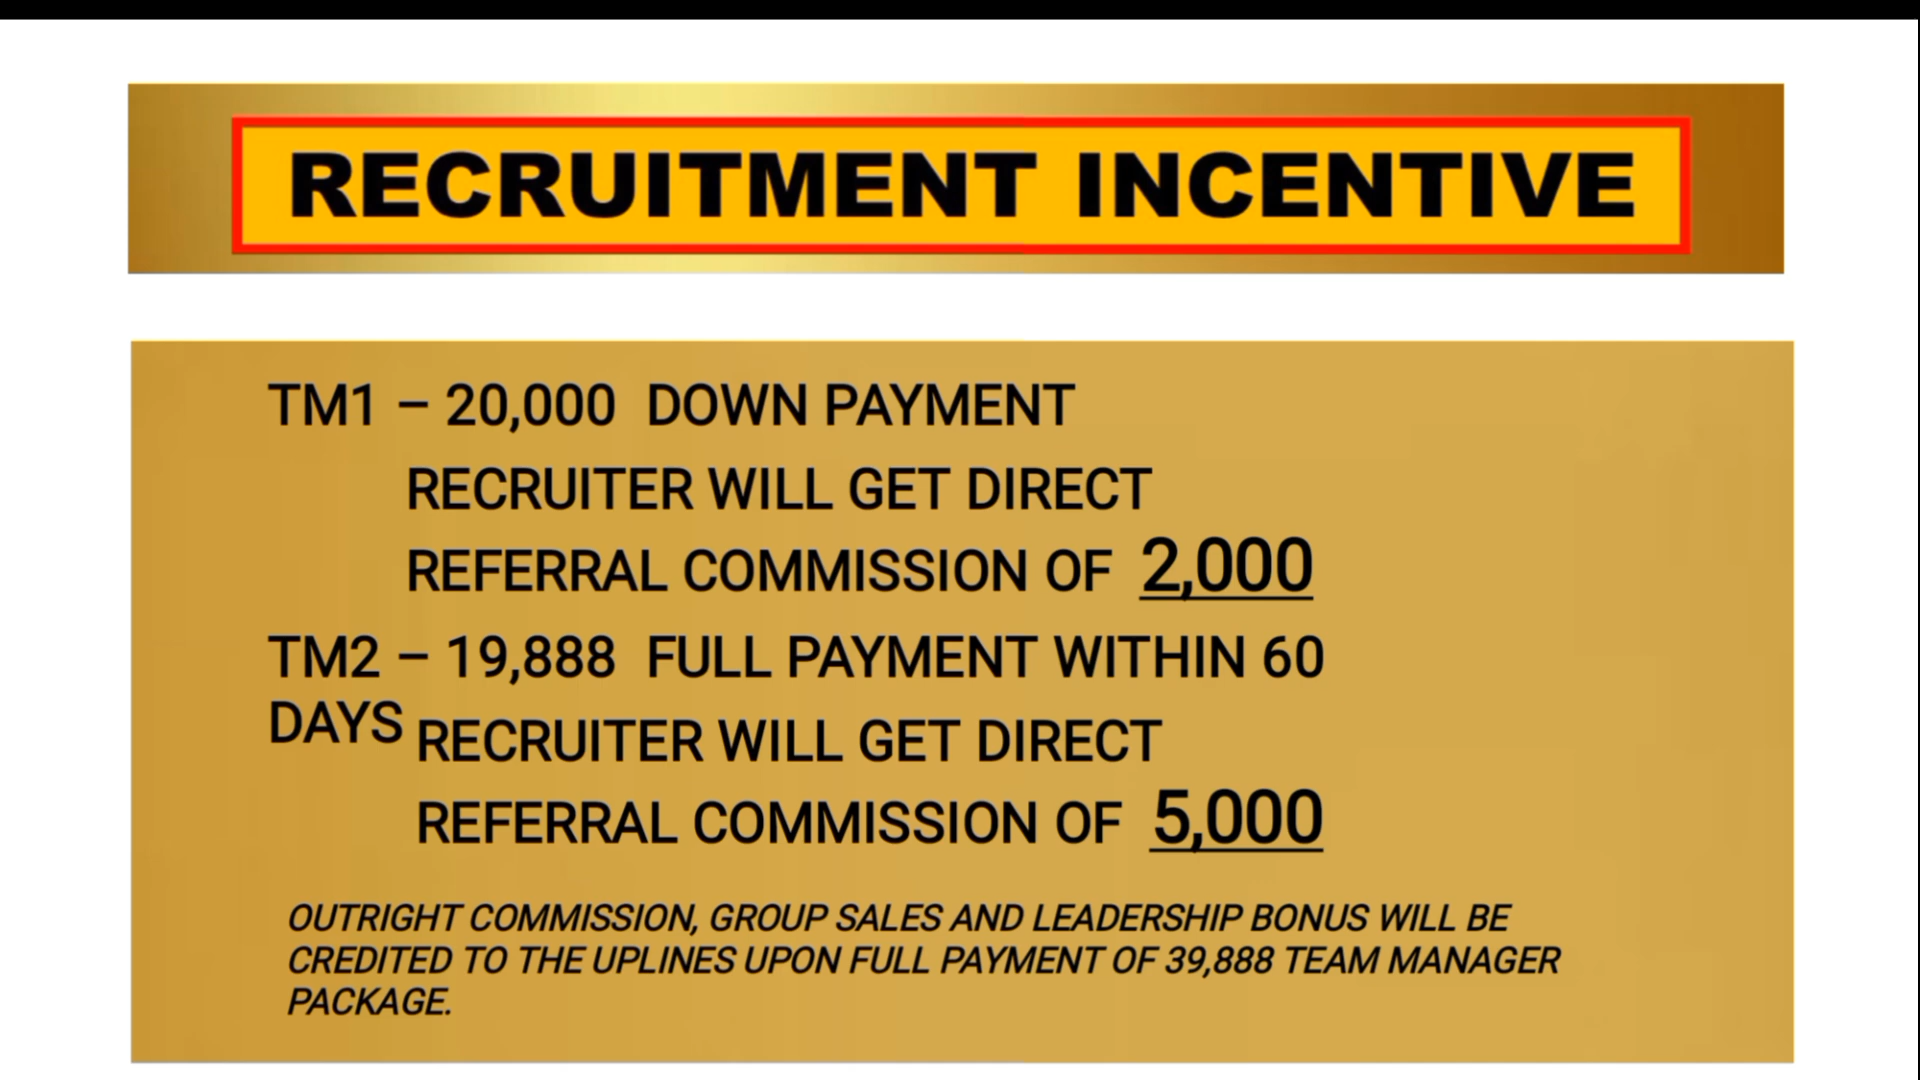 RECRUITMENT INCENTIVE
TM1 – 20,000 DOWN PAYMENT
RECRUITER WILL GET DIRECT
REFERRAL COMMISSION OF 2,000
TM2 – 19,888 FULL PAYMENT WITHIN 60
DAYS
RECRUITER WILL GET DIRECT
REFERRAL COMMISSION OF 5,000
OUTRIGHT COMMISSION, GROUP SALES AND LEADERSHIP BONUS WILL BE
CREDITED TO THE UPLINES UPON FULL PAYMENT OF 39,888 TEAM MANAGER
PACKAGE.